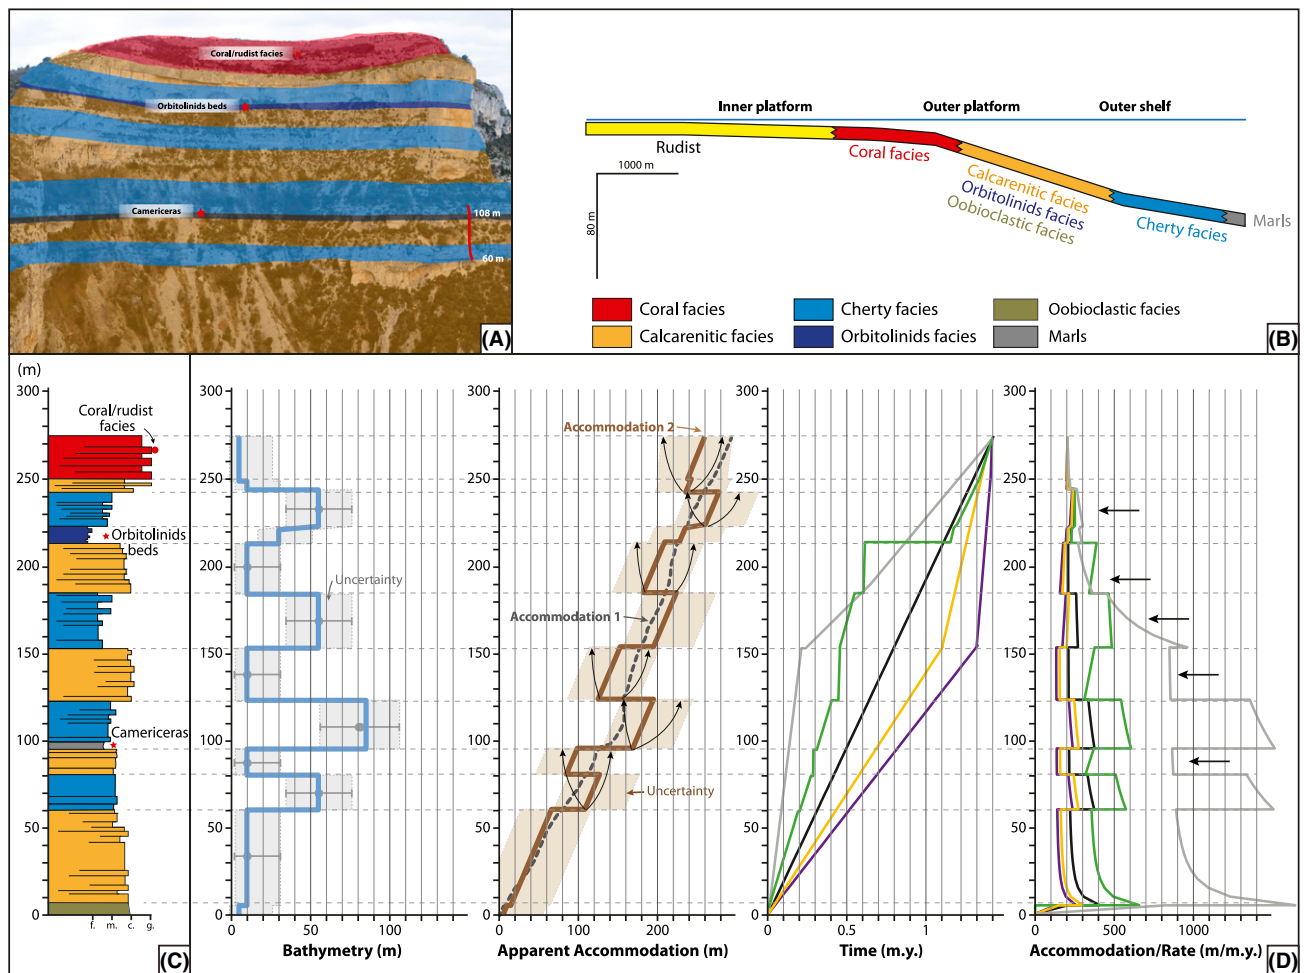 Coral/rudist facies
Orbitolinids beds
Camericeras
108 m
60 m
(A)
Inner platform
Outer platform
Outer shelf
Rudist
Coral facies
1000 m
80 m
Calcarenitic facies
Orbitolinids facies
Oobioclastic facies
Cherty facies
Marls
Coral facies
Cherty facies
Oobioclastic facies
Calcarenitic facies
Orbitolinids facies
Marls
(B)
(m)
300
250
200
150
100
50
0
Coral/rudist
facies
Orbitolinids
beds
Camericeras
f. m. c. g.
(C)
300
250
200
150
100
50
0
Uncertainty
0 50 100
Bathymetry (m)
300
250
200
150
100
50
0
Accommodation 2
Accommodation 1
Uncertainty
0 100 200
Apparent Accommodation (m)
300
250
200
150
100
50
0
0 0.5 1
Time (m.y.)
300
250
200
150
100
50
0
0 500 1000
Accommodation/Rate (m/m.y.)
(D)